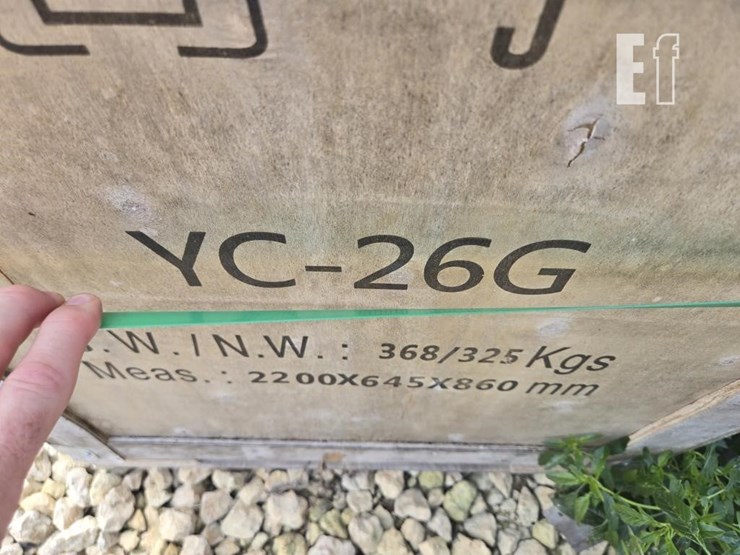 J
Ef
YC-26G
.W. / N.W. : 368/325 Kgs
Meas. : 2200X645X860 mm